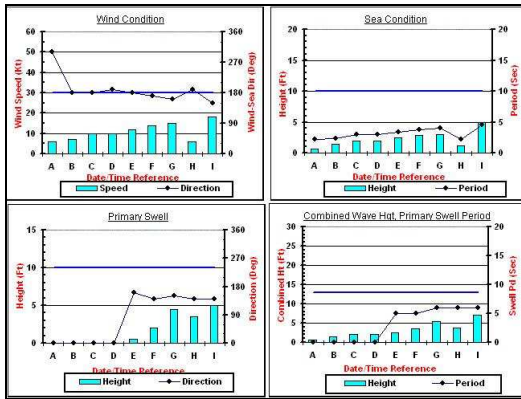 Wind Condition
Wind Speed (Kt)
60
50
40
30
20
10
0
360
270
180
90
0
Wind-Sea Dir (Deg)
A B C D E F G H I
Date/Time Reference
Speed Direction
Sea Condition
Height (Ft)
20
15
10
5
0
20
15
10
5
0
Period (Sec)
A B C D E F G H I
Date/Time Reference
Height Period
Primary Swell
Height (Ft)
15
10
5
0
360
270
180
90
0
Direction (Deg)
A B C D E F G H I
Date/Time Reference
Height Direction
Combined Wave Hgt, Primary Swell Period
Combined Ht (Ft)
30
25
20
15
10
5
0
20
15
10
5
0
Swell Pd (Sec)
A B C D E F G H I
Date/Time Reference
Height Period